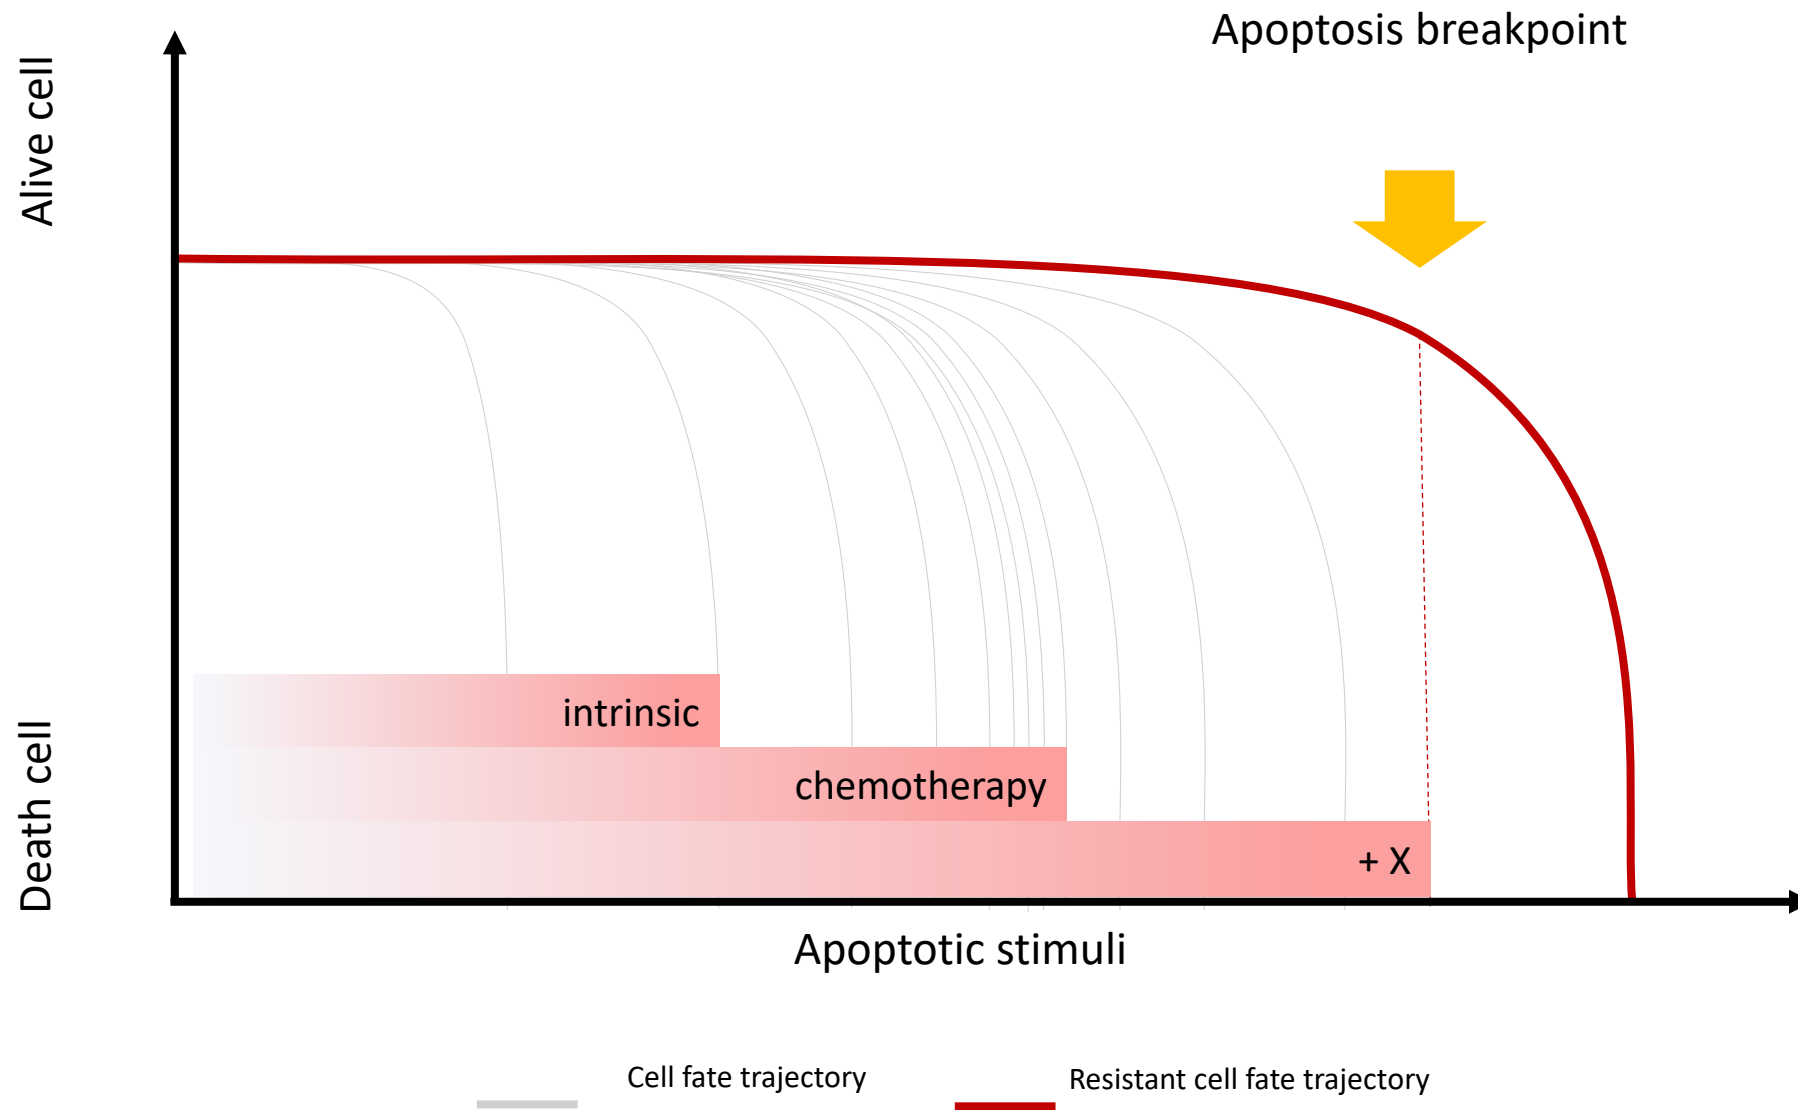 Apoptosis breakpoint
Alive cell
Death cell
intrinsic
chemotherapy
+ X
Apoptotic stimuli
Cell fate trajectory
Resistant cell fate trajectory